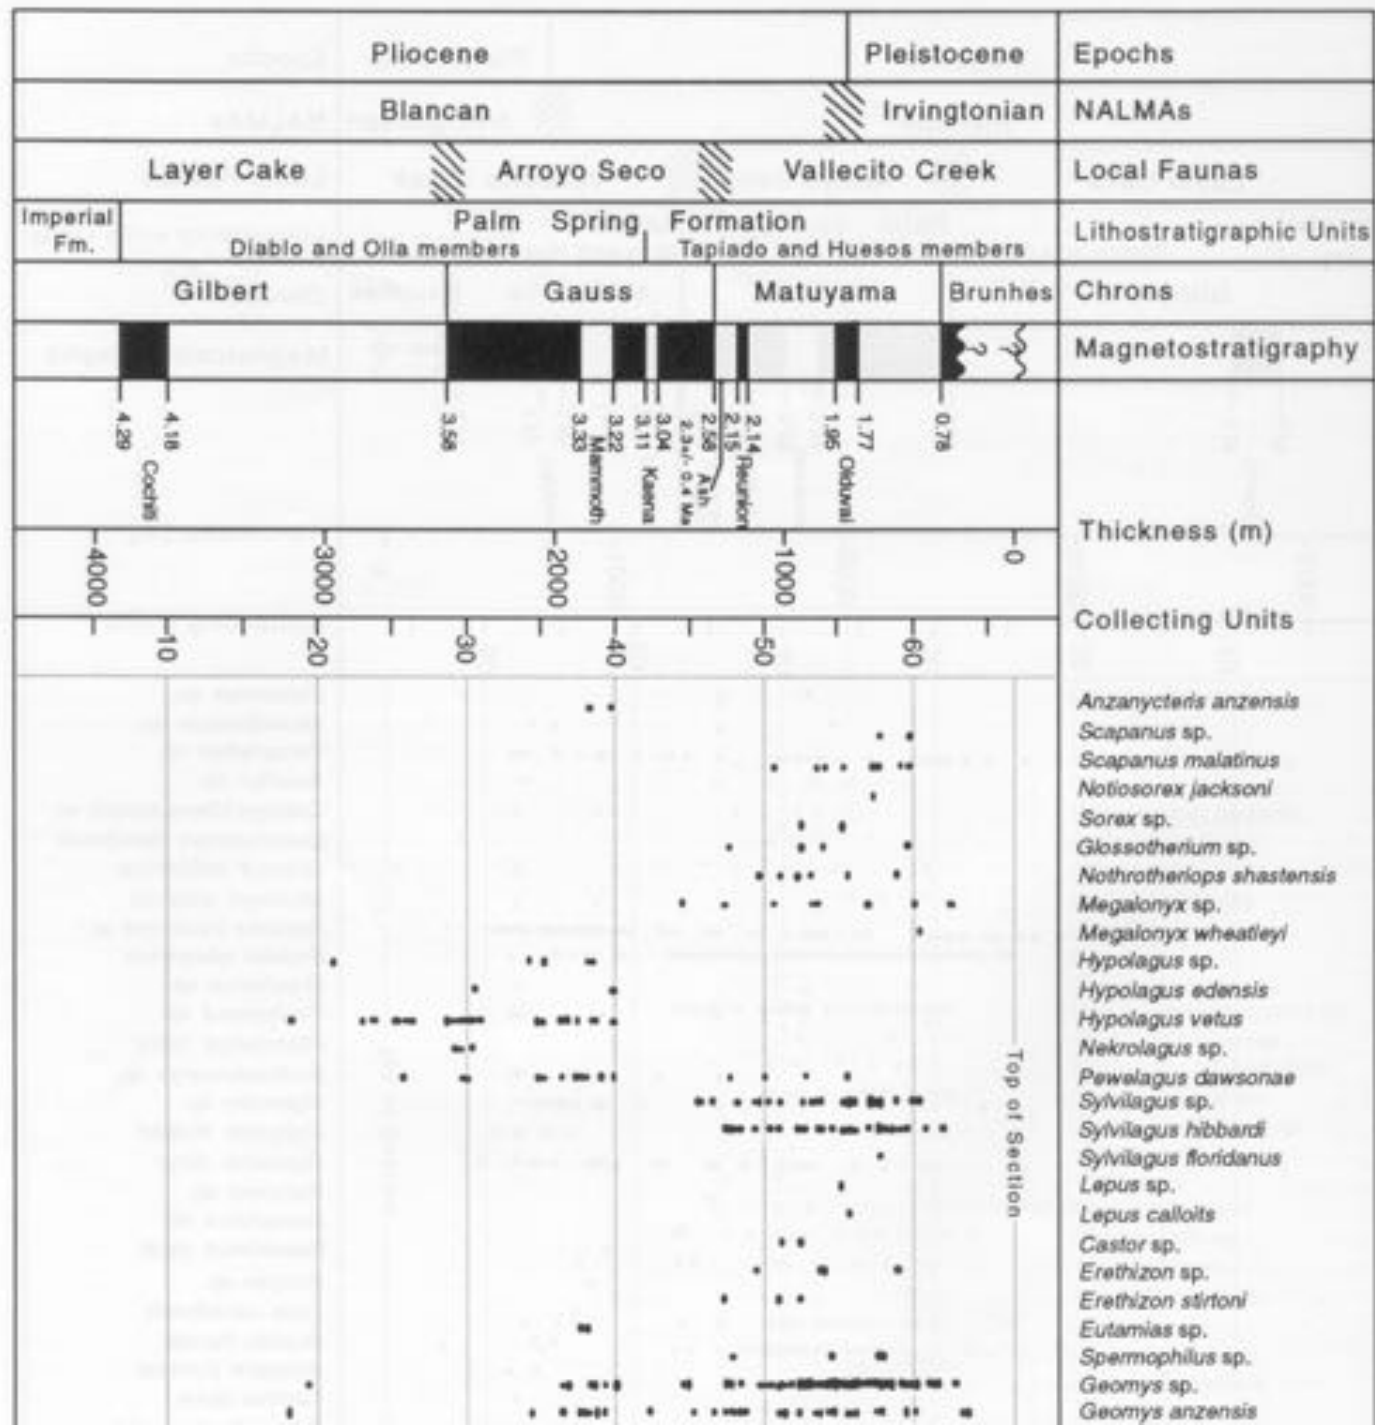 Pliocene Pleistocene Epochs
Blancan Irvingtonian NALMAs
Layer Cake Arroyo Seco Vallecito Creek Local Faunas
Imperial Fm. Palm Spring Formation Lithostratigraphic Units
Diablo and Olla members Tapiado and Huesos members
Gilbert Gauss Matuyama Brunhes Chrons
? ? Magnetostratigraphy
4.29 4.18 3.58 3.33 3.22 3.11 3.04 2.58 2.15 2.14 1.95 1.77 0.78
Cochiti Mammoth Kaena 2.3+/- 0.4 Ma Ash Reunion Olduvai
Thickness (m)
4000 3000 2000 1000 0
Collecting Units
10 20 30 40 50 60
Anzanycteris anzensis
Scapanus sp.
Scapanus malatinus
Notiosorex jacksoni
Sorex sp.
Glossotherium sp.
Nothrotheriops shastensis
Megalonyx sp.
Megalonyx wheatleyi
Hypolagus sp.
Hypolagus edensis
Hypolagus vetus
Nekrolagus sp.
Pewelagus dawsonae
Sylvilagus sp.
Sylvilagus hibbardi
Sylvilagus floridanus
Lepus sp.
Lepus calloits
Castor sp.
Erethizon sp.
Erethizon stirtoni
Eutamias sp.
Spermophilus sp.
Geomys sp.
Geomys anzensis
Top of Section